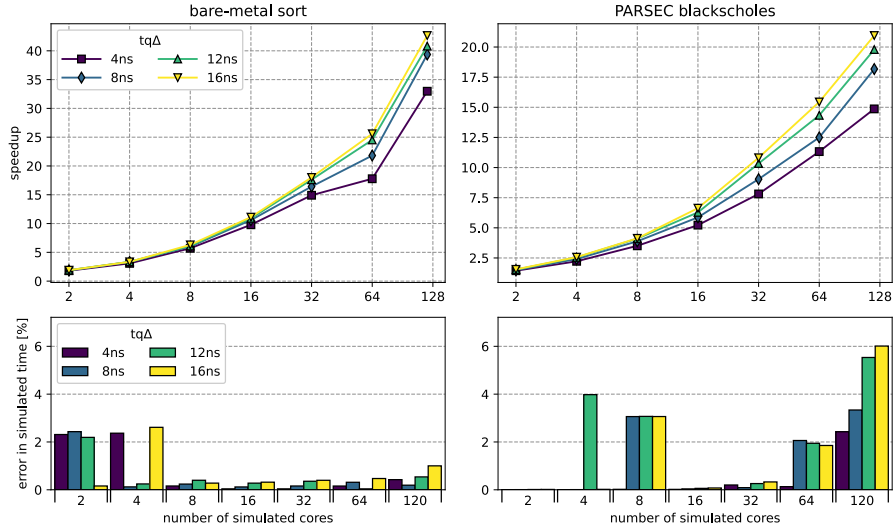 bare-metal sort
PARSEC blackscholes
tqΔ
4ns
12ns
8ns
16ns
speedup
40
35
30
25
20
15
10
5
0
2 4 8 16 32 64 128
20.0
17.5
15.0
12.5
10.0
7.5
5.0
2.5
2 4 8 16 32 64 128
tqΔ
4ns
12ns
8ns
16ns
error in simulated time [%]
6
4
2
0
2 4 8 16 32 64 120
number of simulated cores
6
4
2
0
2 4 8 16 32 64 120
number of simulated cores